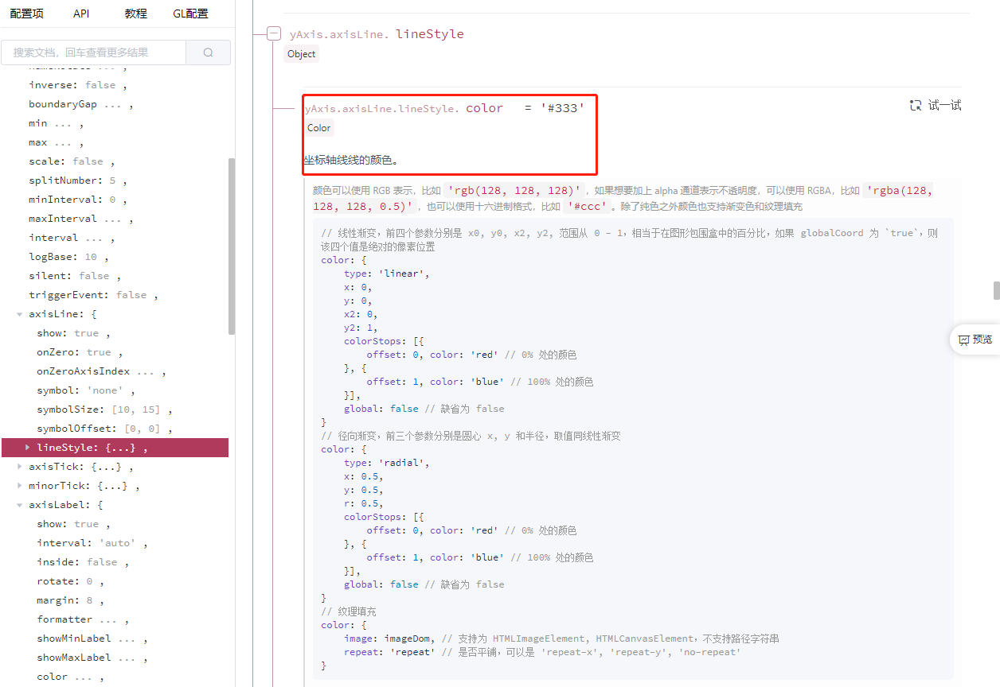 配置项 API 教程 GL配置
搜索文档，回车查看更多结果
inverse: false ,
boundaryGap ... ,
min ... ,
max ... ,
scale: false ,
splitNumber: 5 ,
minInterval: 0 ,
maxInterval ... ,
interval ... ,
logBase: 10 ,
silent: false ,
triggerEvent: false ,
axisLine: {
show: true ,
onZero: true ,
onZeroAxisIndex ... ,
symbol: 'none' ,
symbolSize: [10, 15] ,
symbolOffset: [0, 0] ,
lineStyle: {...} ,
axisTick: {...} ,
minorTick: {...} ,
axisLabel: {
show: true ,
interval: 'auto' ,
inside: false ,
rotate: 0 ,
margin: 8 ,
formatter ... ,
showMinLabel ... ,
showMaxLabel ... ,
color ... ,
yAxis.axisLine. lineStyle
Object
yAxis.axisLine.lineStyle. color = '#333'
试一试
Color
坐标轴线线的颜色。
颜色可以使用 RGB 表示，比如 'rgb(128, 128, 128)' ，如果想要加上 alpha 通道表示不透明度，可以使用 RGBA，比如 'rgba(128,
128, 128, 0.5)' ，也可以使用十六进制格式，比如 '#ccc' 。除了纯色之外颜色也支持渐变色和纹理填充
// 线性渐变，前四个参数分别是 x0, y0, x2, y2, 范围从 0 - 1，相当于在图形包围盒中的百分比，如果 globalCoord 为 `true`，则
该四个值是绝对的像素位置
color: {
type: 'linear',
x: 0,
y: 0,
x2: 0,
y2: 1,
colorStops: [{
offset: 0, color: 'red' // 0% 处的颜色
}, {
offset: 1, color: 'blue' // 100% 处的颜色
}],
global: false // 缺省为 false
}
// 径向渐变，前三个参数分别是圆心 x, y 和半径，取值同线性渐变
color: {
type: 'radial',
x: 0.5,
y: 0.5,
r: 0.5,
colorStops: [{
offset: 0, color: 'red' // 0% 处的颜色
}, {
offset: 1, color: 'blue' // 100% 处的颜色
}],
global: false // 缺省为 false
}
// 纹理填充
color: {
image: imageDom, // 支持为 HTMLImageElement, HTMLCanvasElement，不支持路径字符串
repeat: 'repeat' // 是否平铺，可以是 'repeat-x', 'repeat-y', 'no-repeat'
}
预览